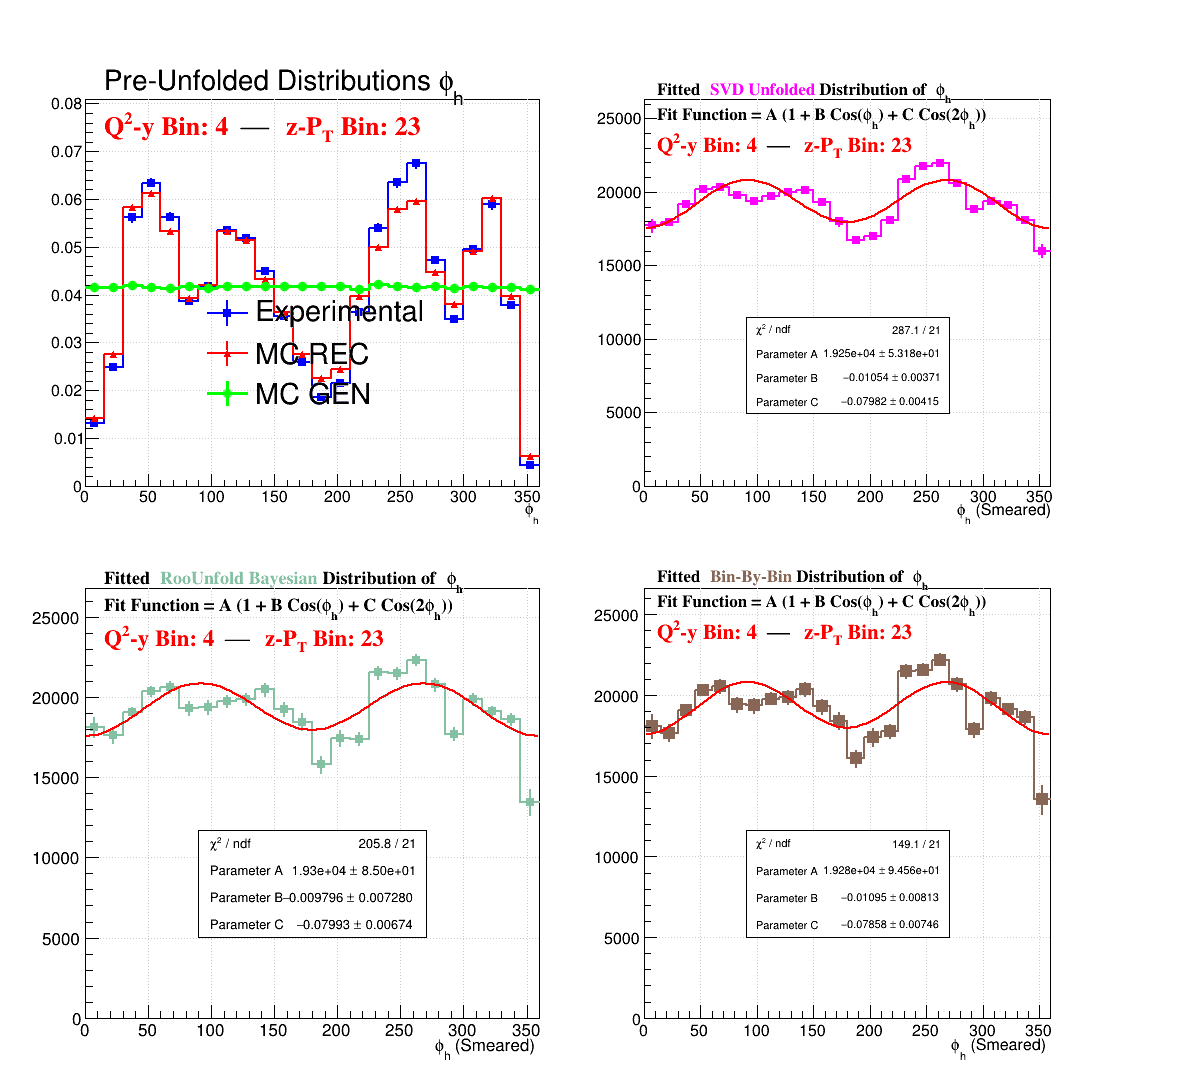 Pre-Unfolded Distributions ϕh
Q2-y Bin: 4 — z-PT Bin: 23
0.08
0.07
0.06
0.05
0.04
0.03
0.02
0.01
0
Experimental
MC REC
MC GEN
0 50 100 150 200 250 300 350
ϕh
Fitted SVD Unfolded Distribution of ϕh
Fit Function = A (1 + B Cos(ϕh) + C Cos(2ϕh))
Q2-y Bin: 4 — z-PT Bin: 23
25000
20000
15000
10000
5000
0
χ2 / ndf 287.1 / 21
Parameter A 1.925e+04 ± 5.318e+01
Parameter B −0.01054 ± 0.00371
Parameter C −0.07982 ± 0.00415
0 50 100 150 200 250 300 350
ϕh (Smeared)
Fitted RooUnfold Bayesian Distribution of ϕh
Fit Function = A (1 + B Cos(ϕh) + C Cos(2ϕh))
Q2-y Bin: 4 — z-PT Bin: 23
25000
20000
15000
10000
5000
0
χ2 / ndf 205.8 / 21
Parameter A 1.93e+04 ± 8.50e+01
Parameter B −0.009796 ± 0.007280
Parameter C −0.07993 ± 0.00674
0 50 100 150 200 250 300 350
ϕh (Smeared)
Fitted Bin-By-Bin Distribution of ϕh
Fit Function = A (1 + B Cos(ϕh) + C Cos(2ϕh))
Q2-y Bin: 4 — z-PT Bin: 23
25000
20000
15000
10000
5000
0
χ2 / ndf 149.1 / 21
Parameter A 1.928e+04 ± 9.456e+01
Parameter B −0.01095 ± 0.00813
Parameter C −0.07858 ± 0.00746
0 50 100 150 200 250 300 350
ϕh (Smeared)